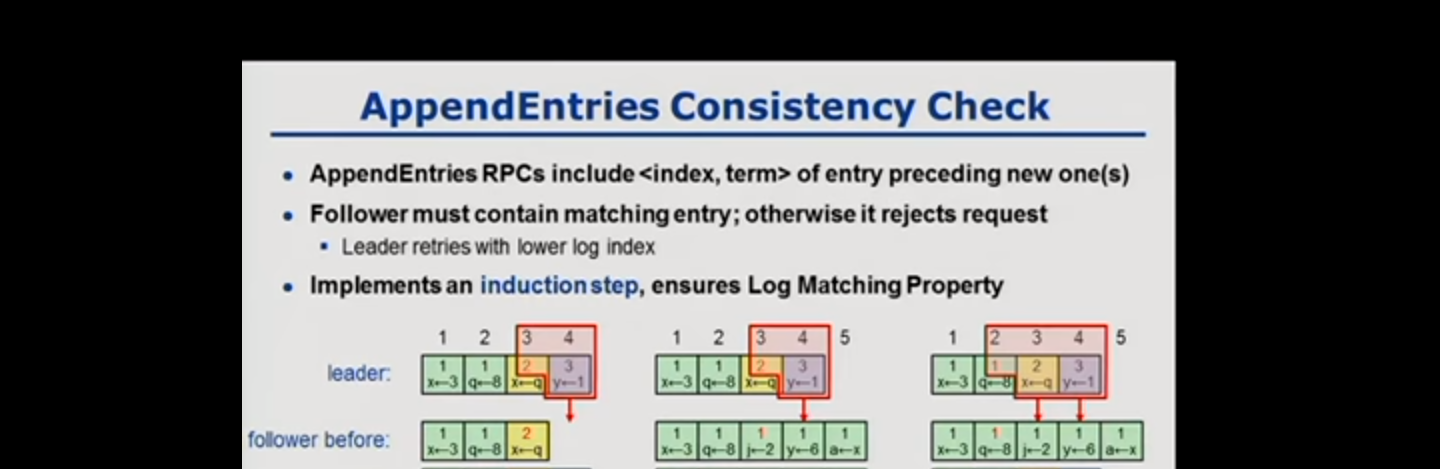 AppendEntries Consistency Check
• AppendEntries RPCs include <index, term> of entry preceding new one(s)
• Follower must contain matching entry; otherwise it rejects request
▪ Leader retries with lower log index
• Implements an induction step, ensures Log Matching Property
1 2 3 4 1 2 3 4 5 1 2 3 4 5
1 1 2 3 1 1 2 3 1 1 2 3
leader: x←3 q←8 x←q y←1 x←3 q←8 x←q y←1 x←3 q←8 x←q y←1
1 1 2 1 1 1 1 1 1 1 1 1 1
follower before: x←3 q←8 x←q x←3 q←8 j←2 y←6 a←x x←3 q←8 j←2 y←6 a←x